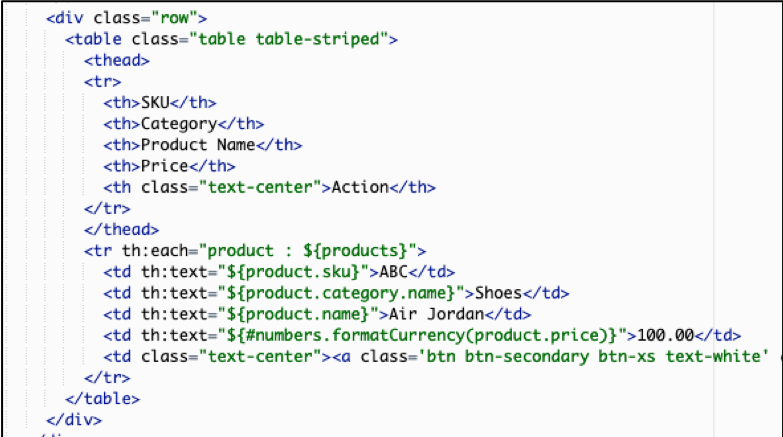 <div class="row">
<table class="table table-striped">
<thead>
<tr>
<th>SKU</th>
<th>Category</th>
<th>Product Name</th>
<th>Price</th>
<th class="text-center">Action</th>
</tr>
</thead>
<tr th:each="product : ${products}">
<td th:text="${product.sku}">ABC</td>
<td th:text="${product.category.name}">Shoes</td>
<td th:text="${product.name}">Air Jordan</td>
<td th:text="${#numbers.formatCurrency(product.price)}">100.00</td>
<td class="text-center"><a class='btn btn-secondary btn-xs text-white'
</tr>
</table>
</div>